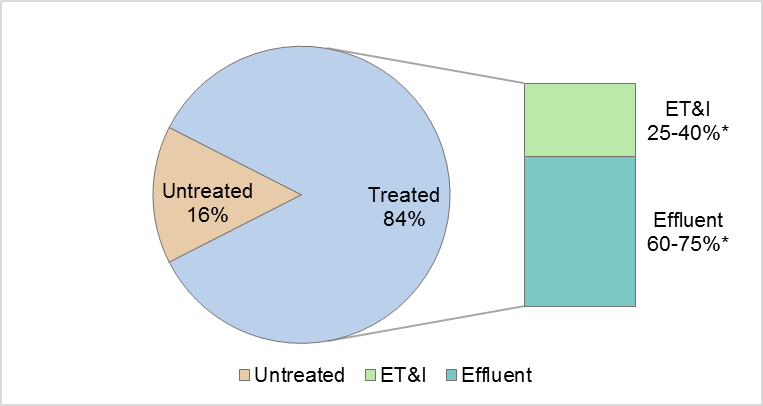 Untreated
16%
Treated
84%
ET&I
25-40%*
Effluent
60-75%*
Untreated ET&I Effluent